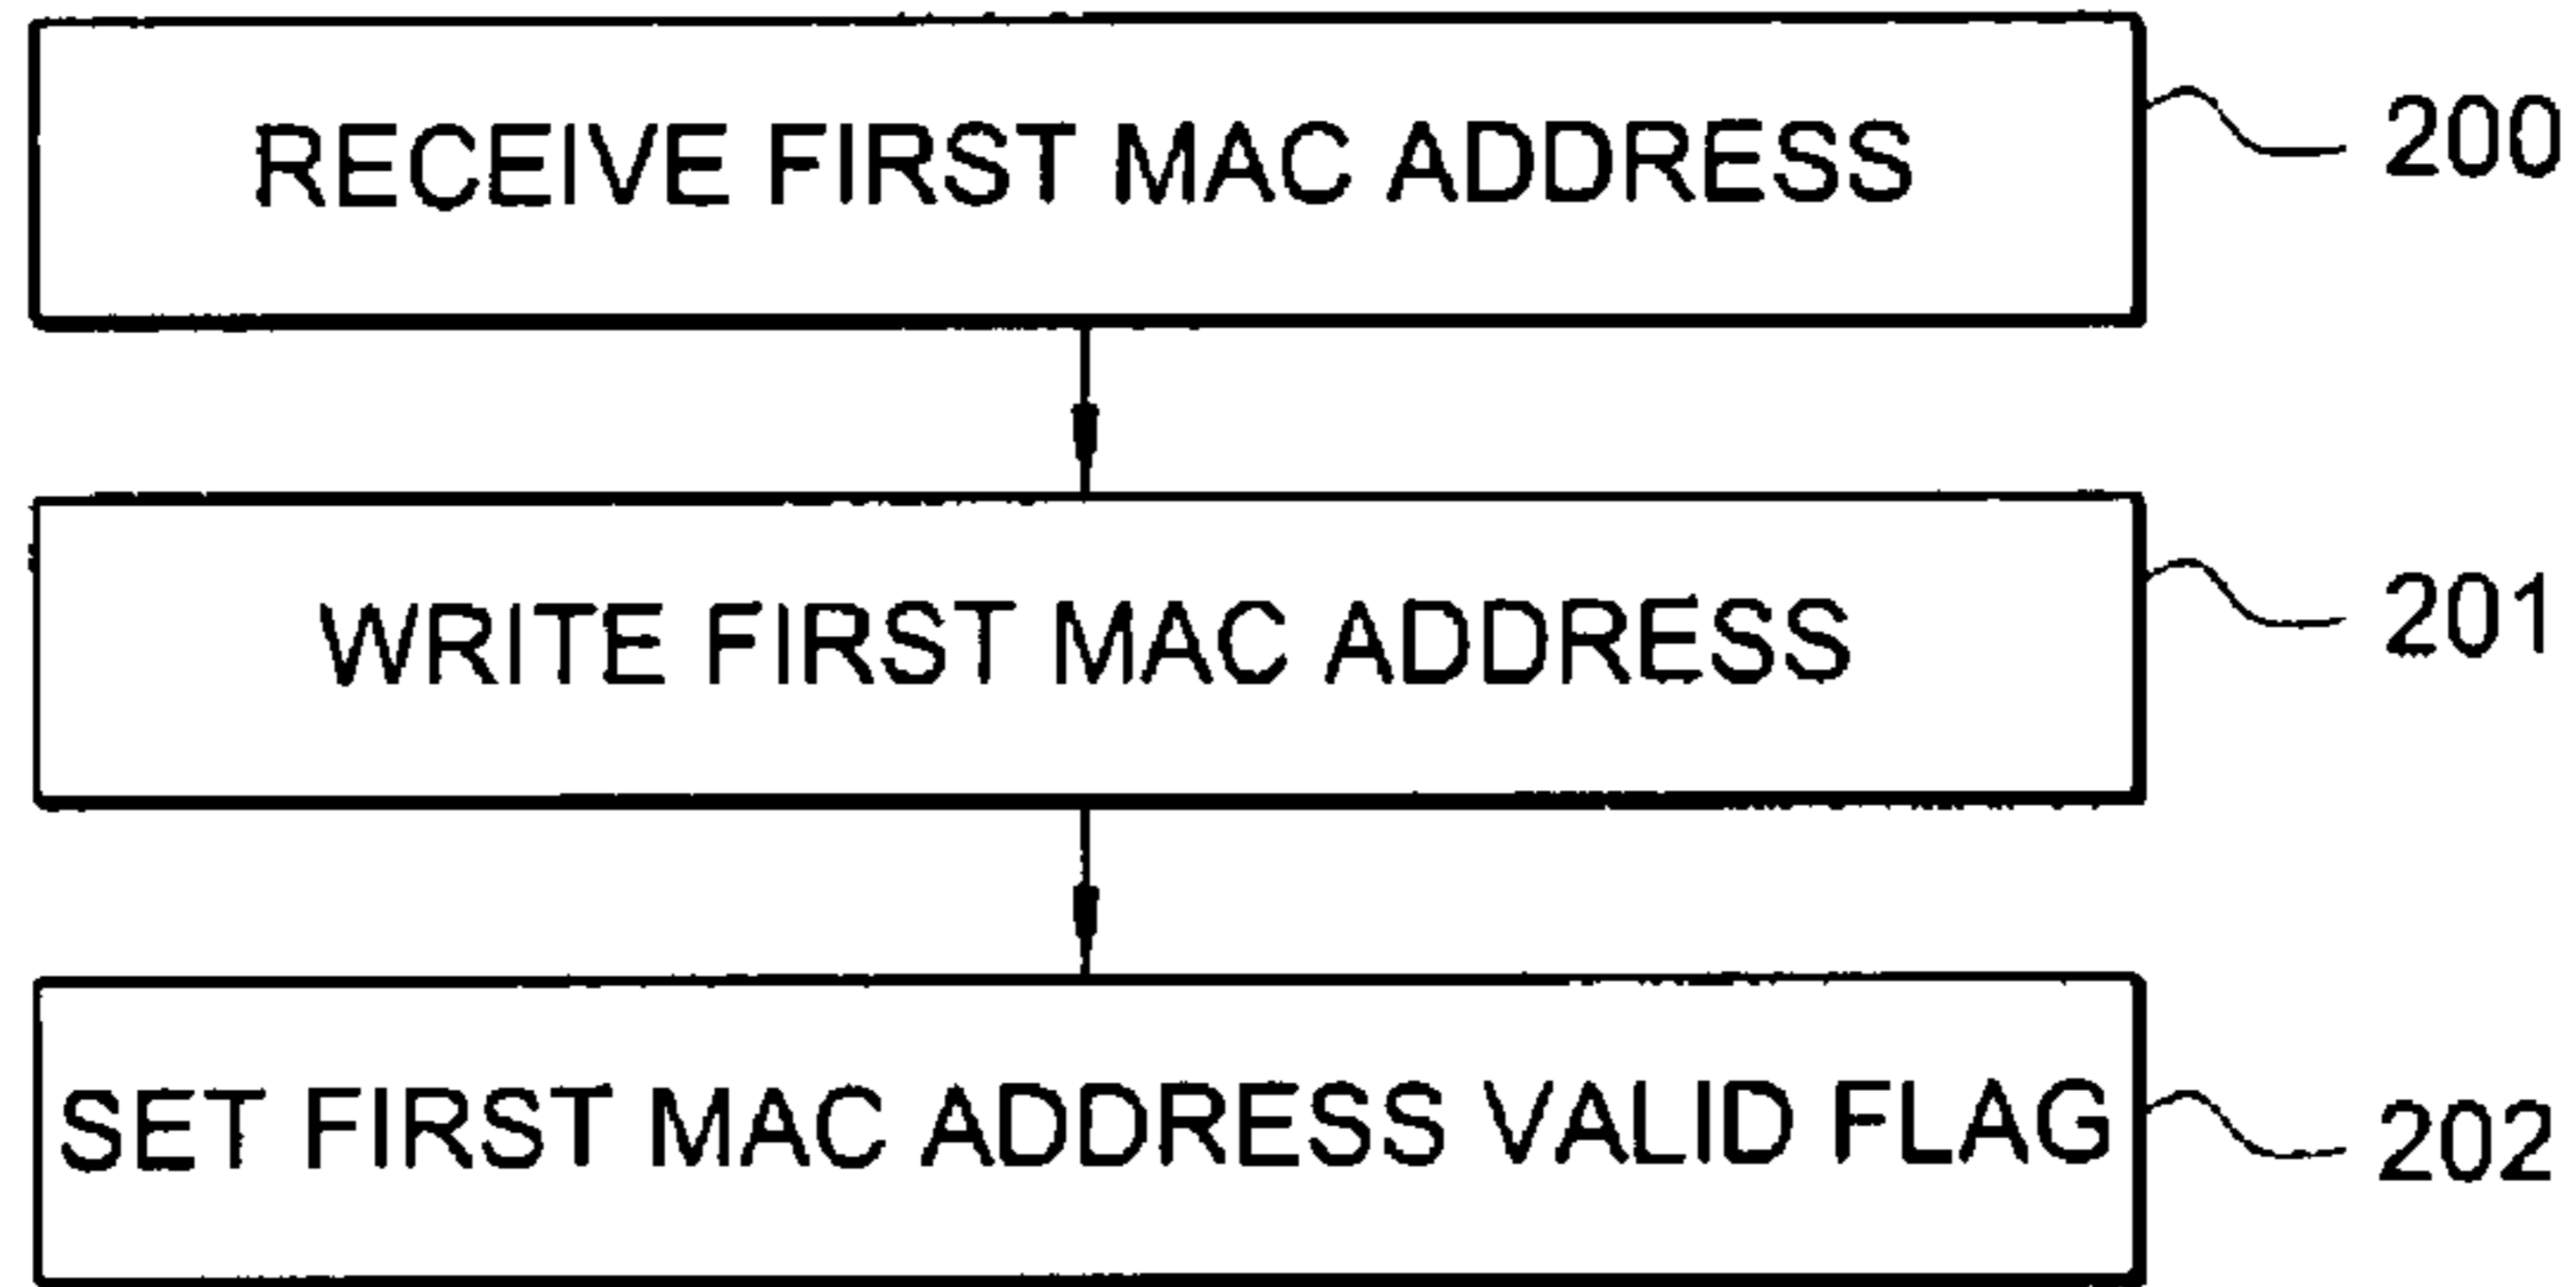 RECEIVE FIRST MAC ADDRESS 200
WRITE FIRST MAC ADDRESS 201
SET FIRST MAC ADDRESS VALID FLAG 202